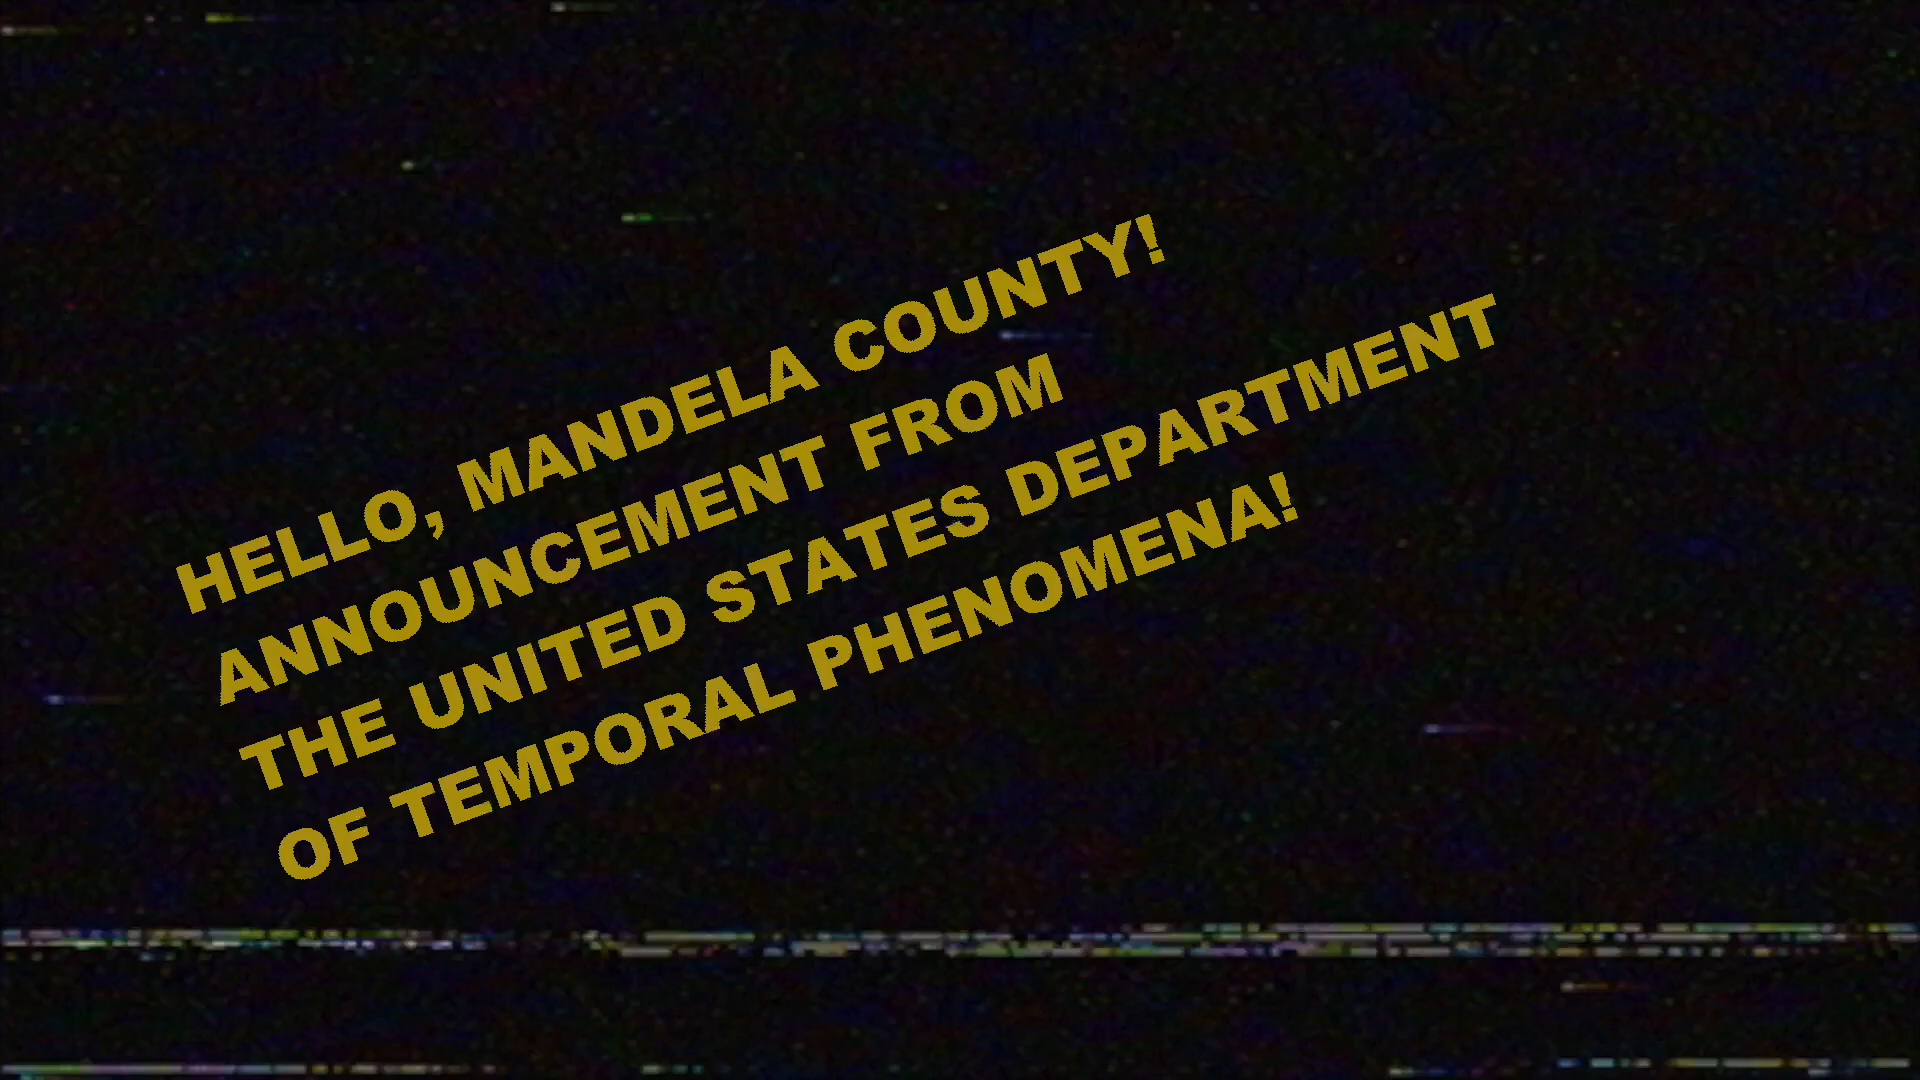 HELLO, MANDELA COUNTY!
ANNOUNCEMENT FROM
THE UNITED STATES DEPARTMENT
OF TEMPORAL PHENOMENA!